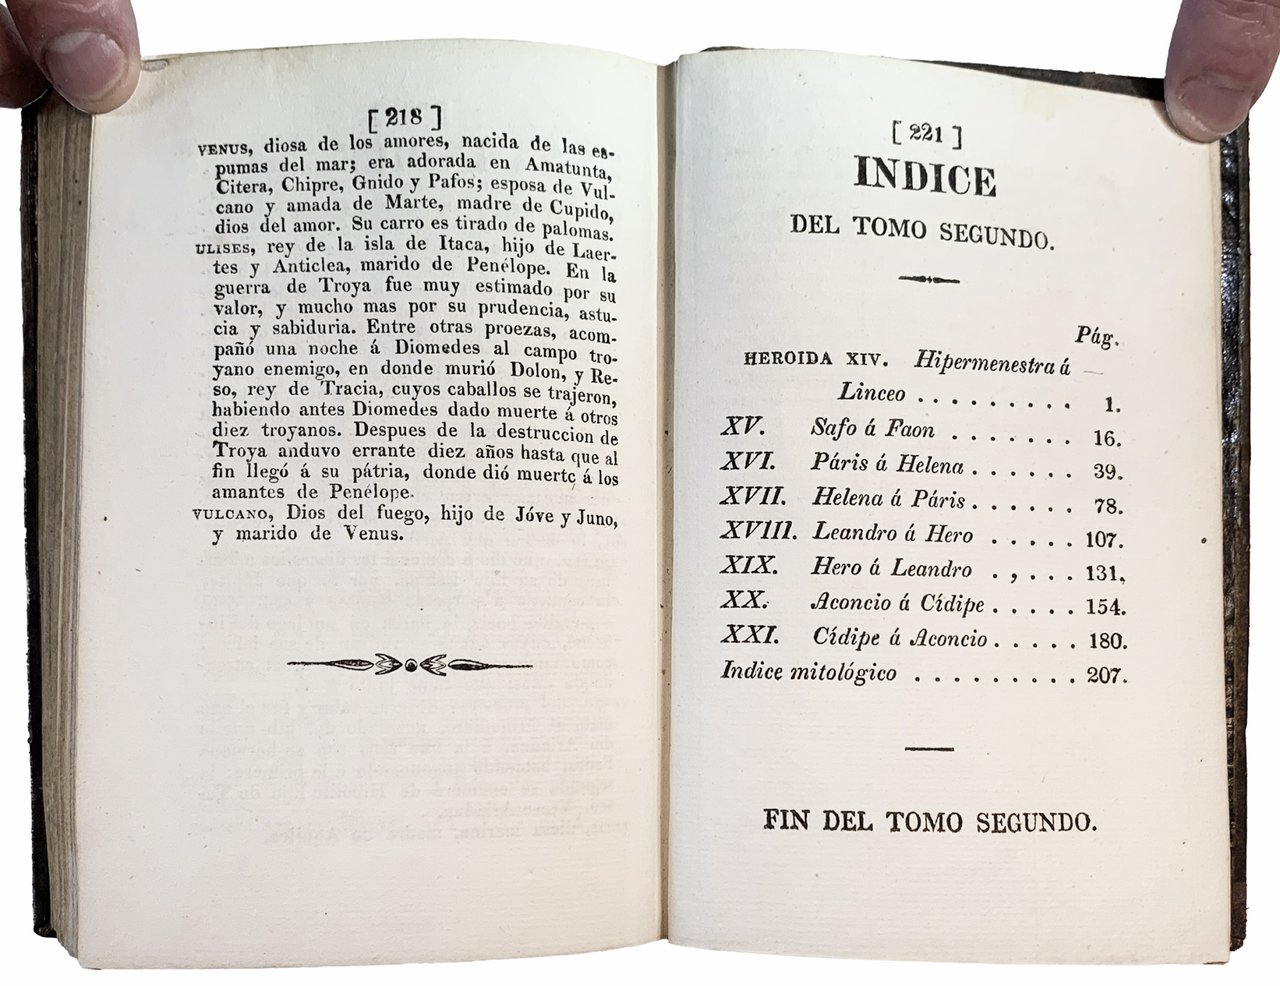 [ 218 ]
VENUS, diosa de los amores, nacida de las es-
pumas del mar; era adorada en Amatunta,
Citera, Chipre, Gnido y Pafos; esposa de Vul-
cano y amada de Marte, madre de Cupido,
dios del amor. Su carro es tirado de palomas.
ULISES, rey de la isla de Itaca, hijo de Laer-
tes y Anticlea, marido de Penélope. En la
guerra de Troya fue muy estimado por su
valor, y mucho mas por su prudencia, astu-
cia y sabiduria. Entre otras proezas, acom-
pañó una noche á Diomedes al campo tro-
yano enemigo, en donde murió Dolon, y Re-
so, rey de Tracia, cuyos caballos se trajeron,
habiendo antes Diomedes dado muerte á otros
diez troyanos. Despues de la destruccion de
Troya anduvo errante diez años hasta que al
fin llegó á su pátria, donde dió muerte á los
amantes de Penélope.
VULCANO, Dios del fuego, hijo de Jóve y Juno,
y marido de Venus.
[ 221 ]
INDICE
DEL TOMO SEGUNDO.
Pág.
HEROIDA XIV. Hipermenestra á
Linceo . . . . . . . . . 1.
XV. Safo á Faon . . . . . . . 16.
XVI. Páris á Helena . . . . . . 39.
XVII. Helena á Páris . . . . . . 78.
XVIII. Leandro á Hero . . . . . 107.
XIX. Hero á Leandro . , . . . 131.
XX. Aconcio á Cídipe . . . . . 154.
XXI. Cídipe á Aconcio . . . . . 180.
Indice mitológico . . . . . . . . . 207.
FIN DEL TOMO SEGUNDO.